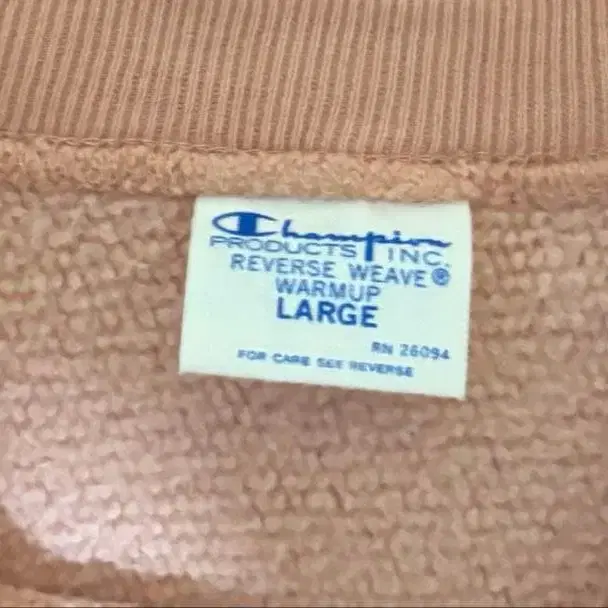 Champion
PRODUCTS INC.
REVERSE WEAVE®
WARMUP
LARGE
RN 26094
FOR CARE SEE REVERSE